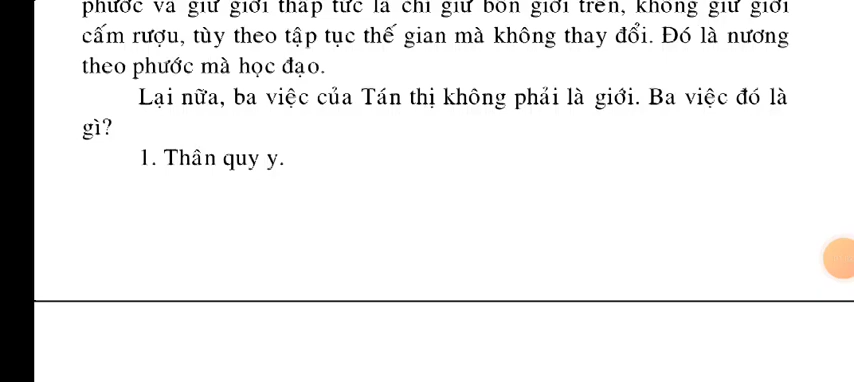 phước và giữ giới thấp tức là chỉ giữ bốn giới trên, không giữ giới
cấm rượu, tùy theo tập tục thế gian mà không thay đổi. Đó là nương
theo phước mà học đạo.
Lại nữa, ba việc của Tán thị không phải là giới. Ba việc đó là
gì?
1. Thân quy y.